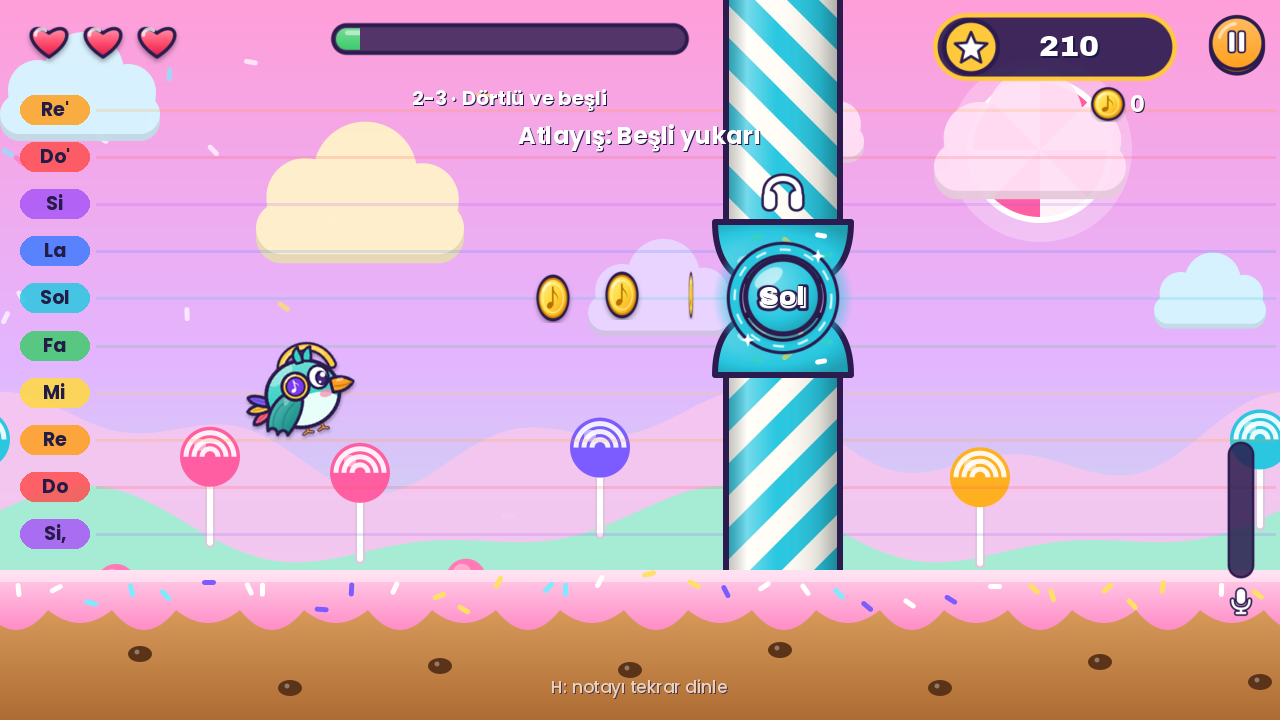 210
0
2-3 · Dörtlü ve beşli
Atlayış: Beşli yukarı
Re'
Do'
Si
La
Sol
Fa
Mi
Re
Do
Si,
Sol
H: notayı tekrar dinle